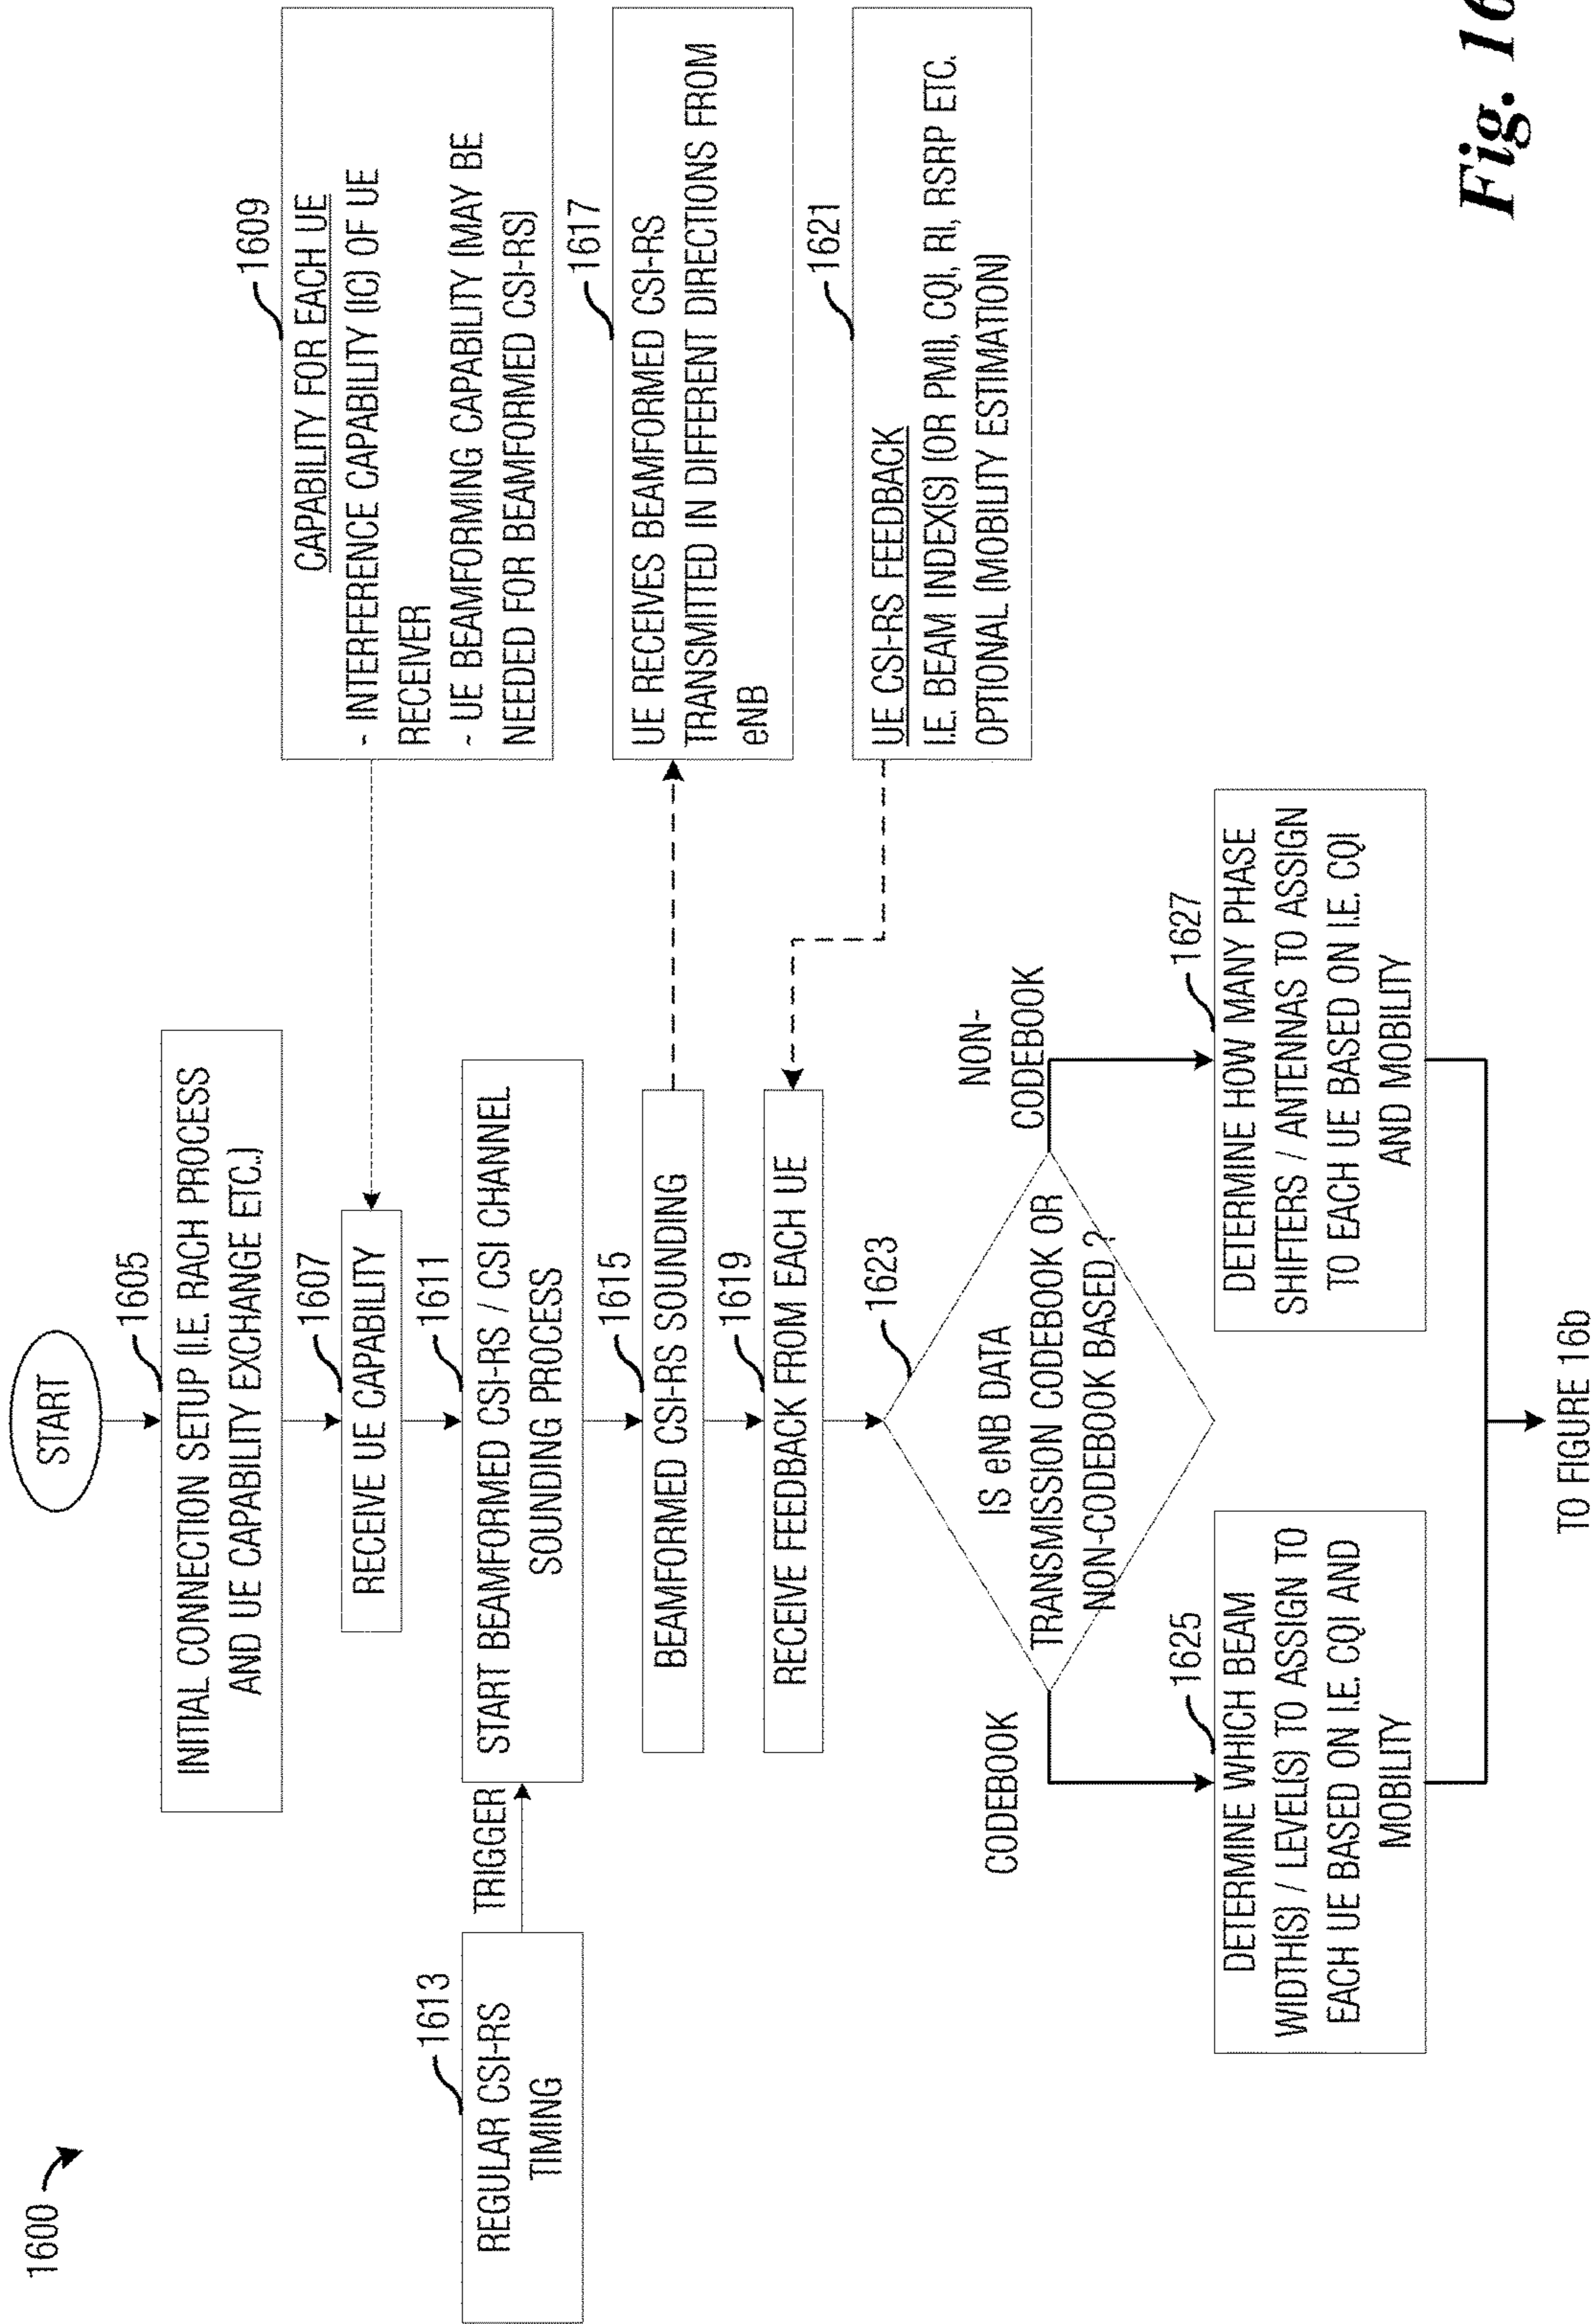 1600
START
1605
INITIAL CONNECTION SETUP (I.E. RACH PROCESS
AND UE CAPABILITY EXCHANGE ETC..)
1607
RECEIVE UE CAPABILITY
1609
CAPABILITY FOR EACH UE
- INTERFERENCE CAPABILITY (IC) OF UE
RECEIVER
- UE BEAMFORMING CAPABILITY (MAY BE
NEEDED FOR BEAMFORMED CSI-RS)
1613
REGULAR CSI-RS
TIMING
TRIGGER
1611
START BEAMFORMED CSI-RS / CSI CHANNEL
SOUNDING PROCESS
1615
BEAMFORMED CSI-RS SOUNDING
1617
UE RECEIVES BEAMFORMED CSI-RS
TRANSMITTED IN DIFFERENT DIRECTIONS FROM
eNB
1619
RECEIVE FEEDBACK FROM EACH UE
1621
UE CSI-RS FEEDBACK
I.E. BEAM INDEX(S) (OR PMI), CQI, RI, RSRP ETC.
OPTIONAL (MOBILITY ESTIMATION)
1623
IS eNB DATA
TRANSMISSION CODEBOOK OR
NON-CODEBOOK BASED ?
CODEBOOK
NON-
CODEBOOK
1625
DETERMINE WHICH BEAM
WIDTH(S) / LEVEL(S) TO ASSIGN TO
EACH UE BASED ON I.E. CQI AND
MOBILITY
1627
DETERMINE HOW MANY PHASE
SHIFTERS / ANTENNAS TO ASSIGN
TO EACH UE BASED ON I.E. CQI
AND MOBILITY
TO FIGURE 16b
Fig. 16